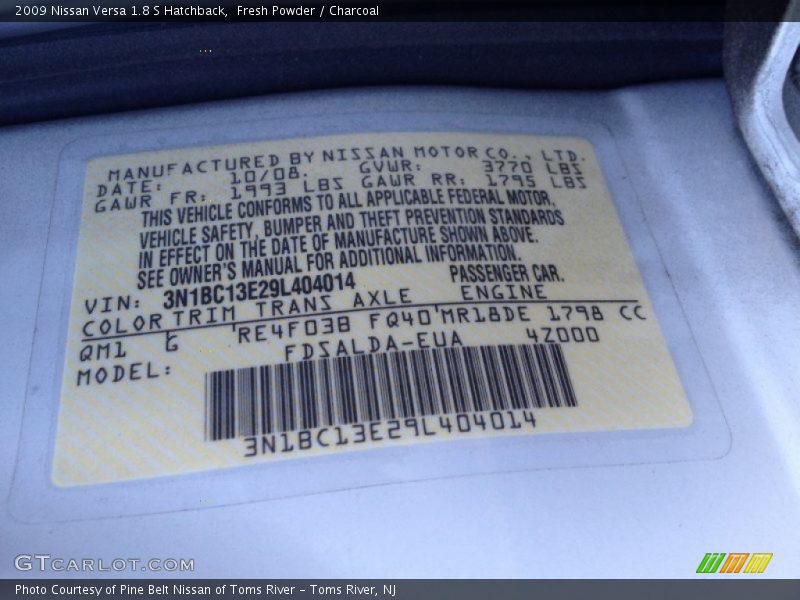 2009 Nissan Versa 1.8 S Hatchback,  Fresh Powder / Charcoal
MANUFACTURED BY NISSAN MOTOR CO., LTD.
DATE: 10/08. GVWR: 3770 LBS
GAWR FR: 1993 LBS GAWR RR: 1795 LBS
THIS VEHICLE CONFORMS TO ALL APPLICABLE FEDERAL MOTOR.
VEHICLE SAFETY, BUMPER AND THEFT PREVENTION STANDARDS
IN EFFECT ON THE DATE OF MANUFACTURE SHOWN ABOVE.
SEE OWNER'S MANUAL FOR ADDITIONAL INFORMATION.
VIN: 3N1BC13E29L404014 PASSENGER CAR.
COLOR TRIM TRANS AXLE ENGINE
QM1 G RE4F03B FQ40 MR18DE 1798 CC
MODEL: FDSALDA-EUA 4Z000
3N1BC13E29L404014
GTCARLOT.COM
Photo Courtesy of Pine Belt Nissan of Toms River – Toms River, NJ